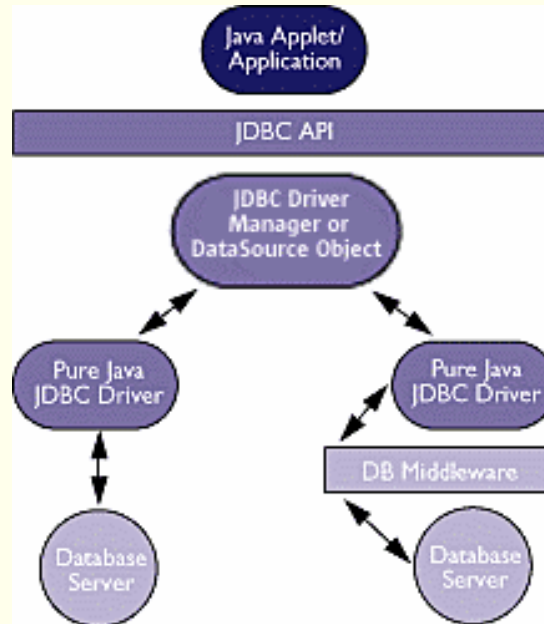 Java Applet/
Application
JDBC API
JDBC Driver
Manager or
DataSource Object
Pure Java
JDBC Driver
Pure Java
JDBC Driver
DB Middleware
Database
Server
Database
Server